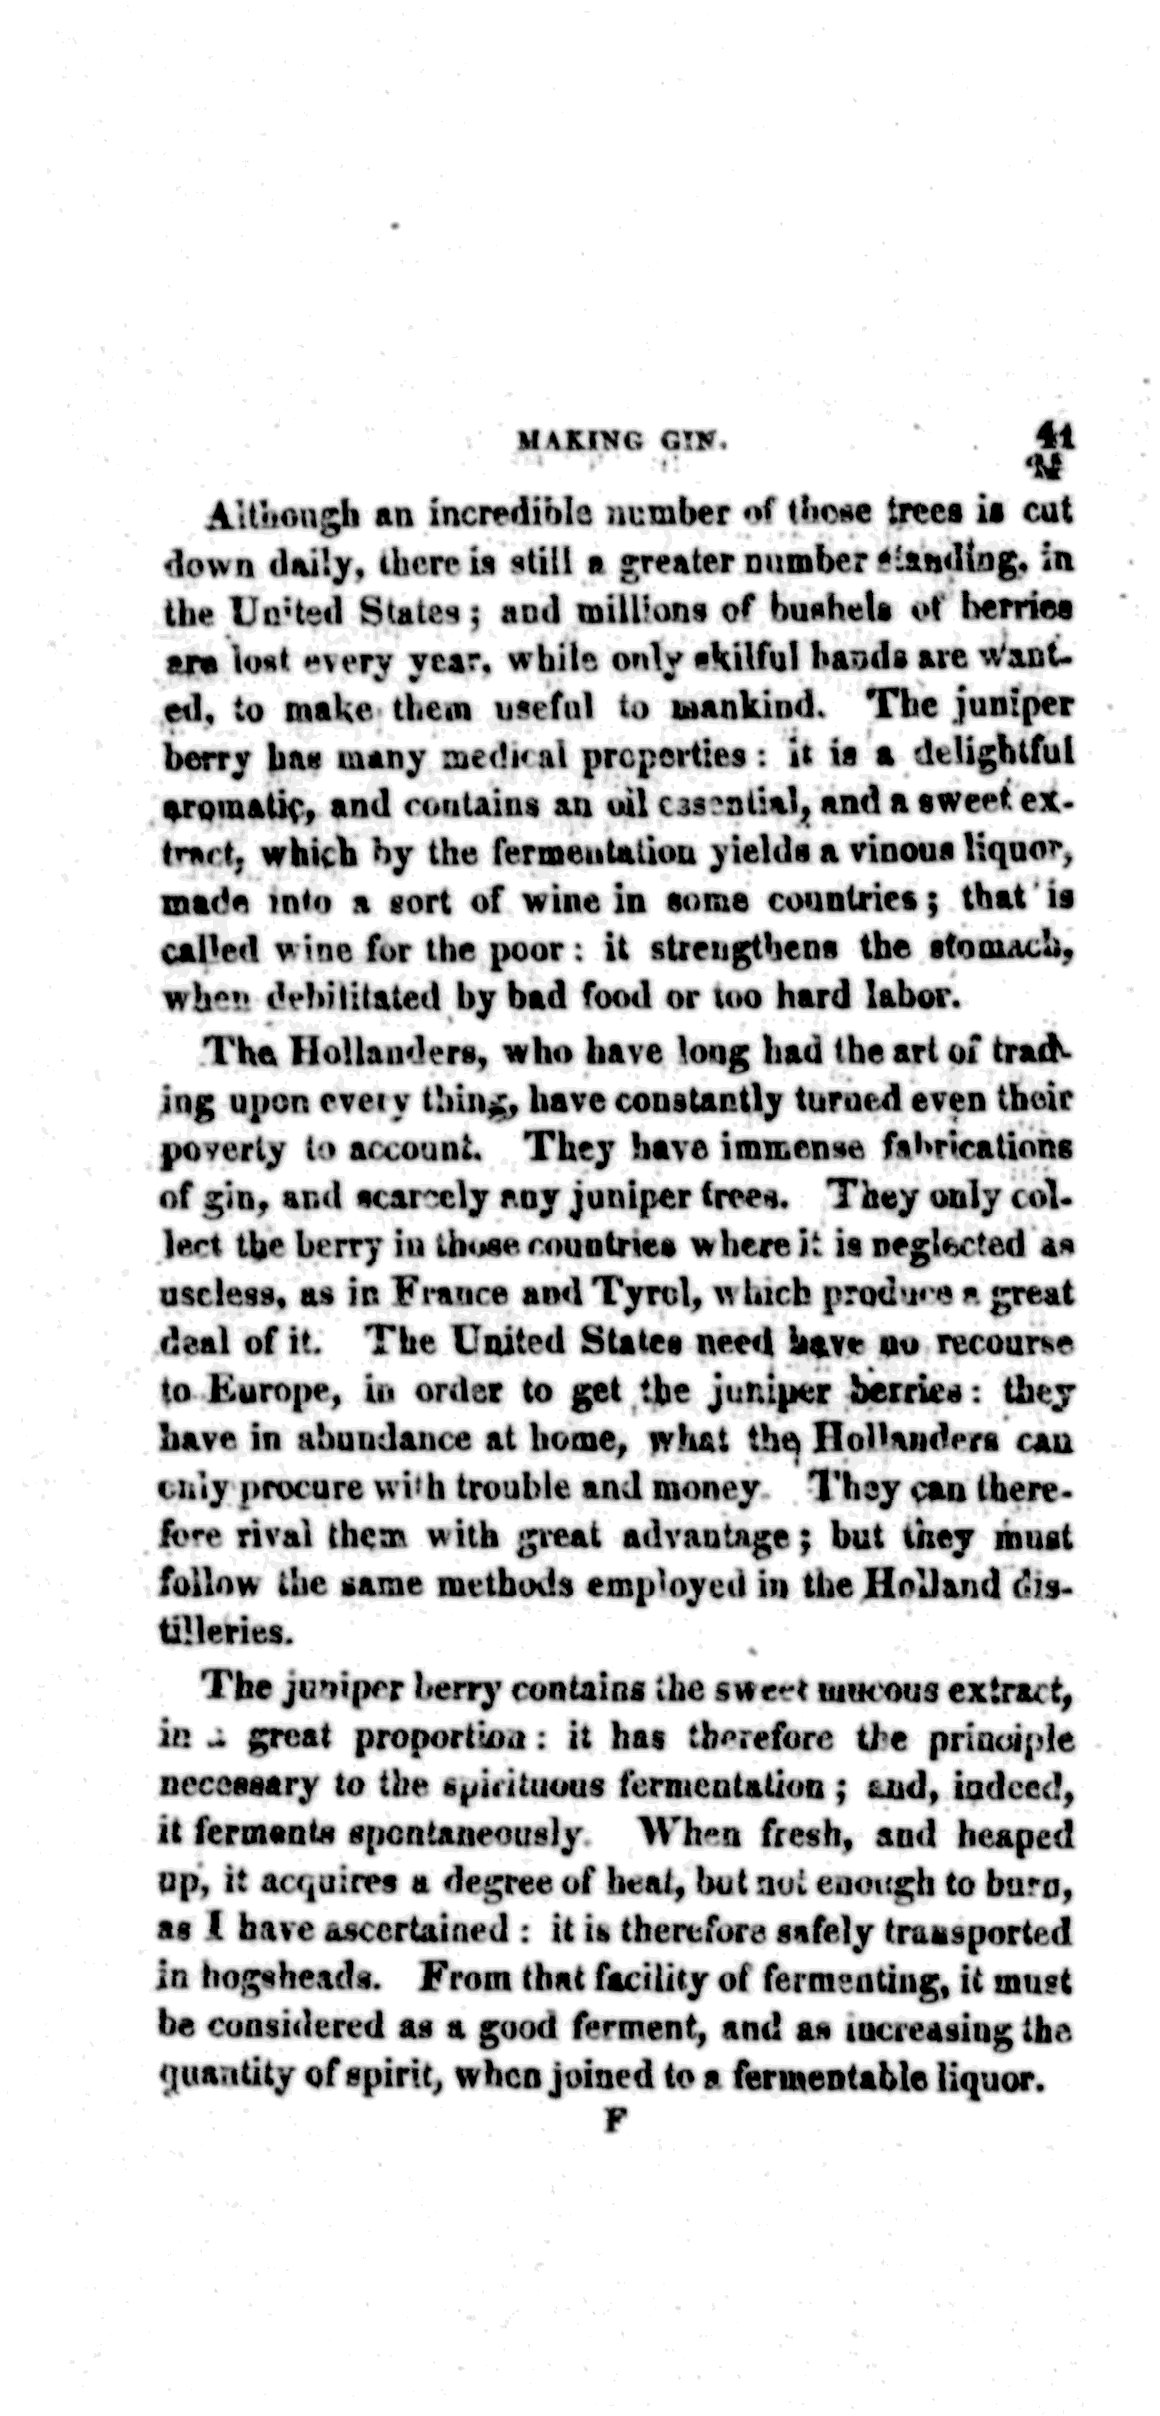 MAKING GIN. 41
Although an incredible number of those trees is cut
down daily, there is still a greater number standing, in
the United States; and millions of bushels of berries
are lost every year, while only skilful hands are want-
ed, to make them useful to mankind. The juniper
berry has many medical properties: it is a delightful
aromatic, and contains an oil essential, and a sweet ex-
tract, which by the fermentation yields a vinous liquor,
made into a sort of wine in some countries; that is
called wine for the poor: it strengthens the stomach,
when debilitated by bad food or too hard labor.
The Hollanders, who have long had the art of trad-
ing upon every thing, have constantly turned even their
poverty to account. They have immense fabrications
of gin, and scarcely any juniper trees. They only col-
lect the berry in those countries where it is neglected as
useless, as in France and Tyrol, which produce a great
deal of it. The United States need have no recourse
to Europe, in order to get the juniper berries: they
have in abundance at home, what the Hollanders can
only procure with trouble and money. They can there-
fore rival them with great advantage; but they must
follow the same methods employed in the Holland dis-
tilleries.
The juniper berry contains the sweet mucous extract,
in a great proportion: it has therefore the principle
necessary to the spirituous fermentation; and, indeed,
it ferments spontaneously. When fresh, and heaped
up, it acquires a degree of heat, but not enough to burn,
as I have ascertained: it is therefore safely transported
in hogsheads. From that facility of fermenting, it must
be considered as a good ferment, and as increasing the
quantity of spirit, when joined to a fermentable liquor.
F